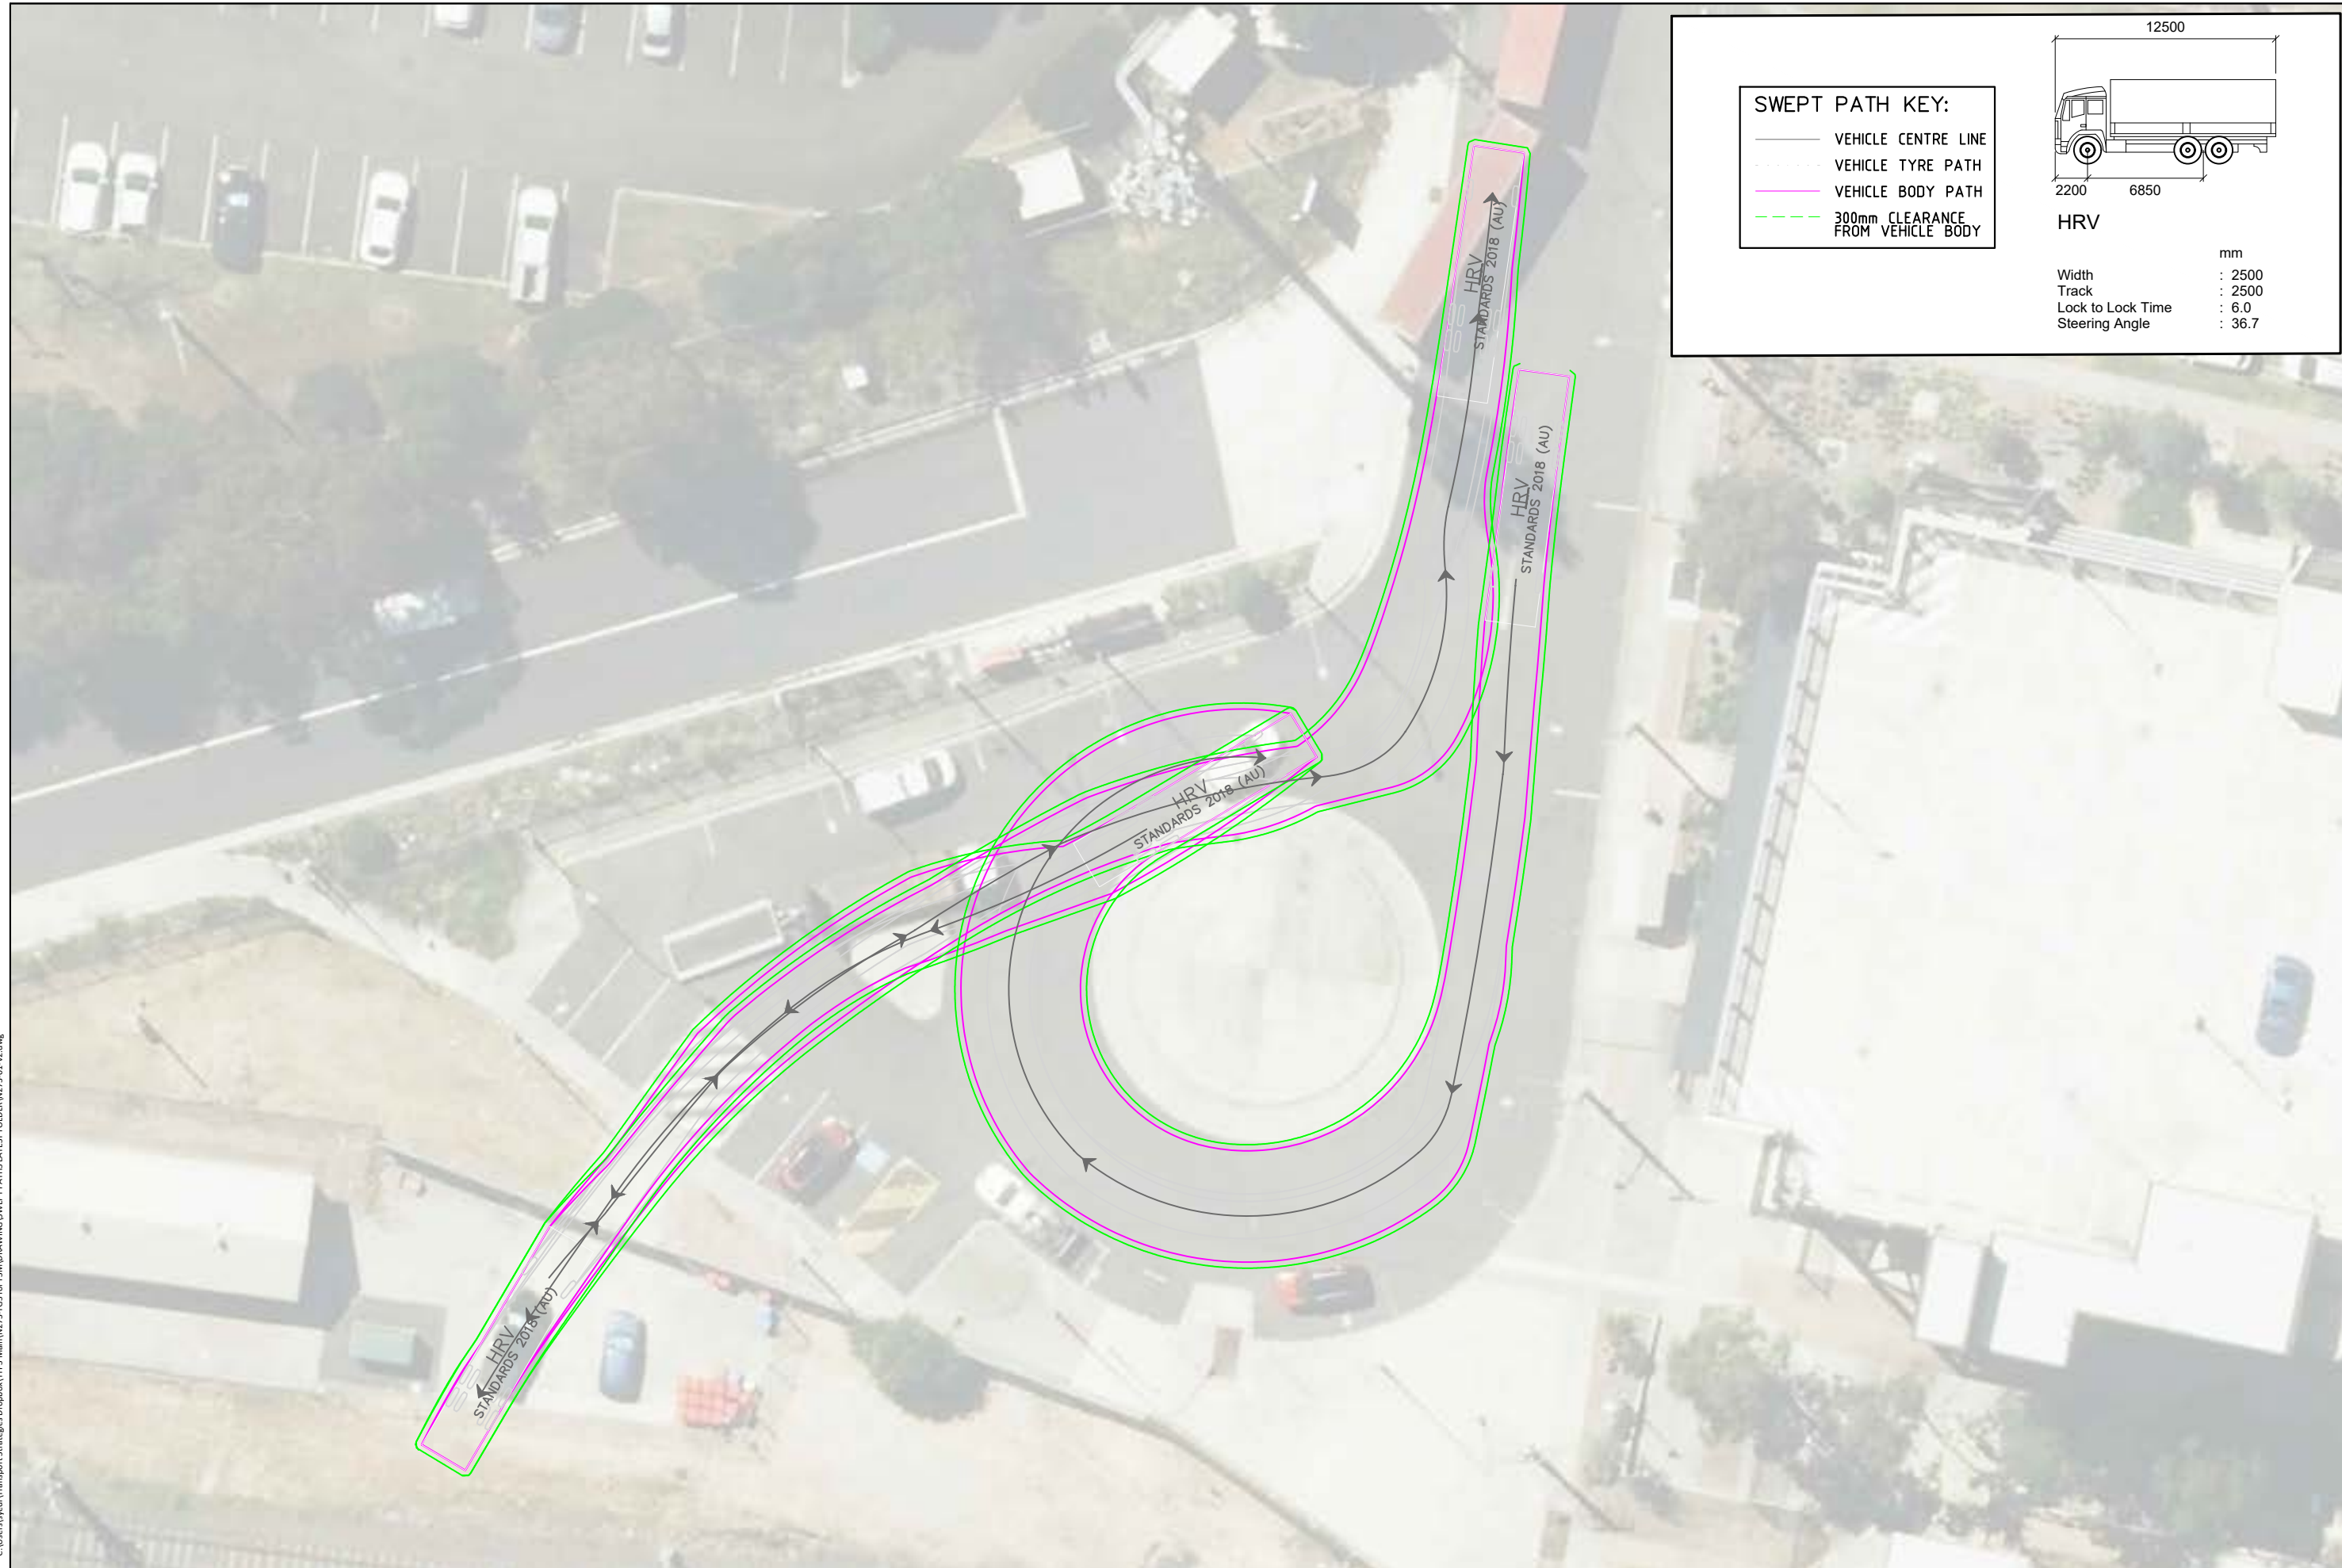 12500
SWEPT PATH KEY:
VEHICLE CENTRE LINE
VEHICLE TYRE PATH
VEHICLE BODY PATH
300mm CLEARANCE
FROM VEHICLE BODY
2200
6850
HRV
mm
Width : 2500
Track : 2500
Lock to Lock Time : 6.0
Steering Angle : 36.7
HRV
STANDARDS 2018 (AU)
HRV
STANDARDS 2018 (AU)
HRV
STANDARDS 2018 (AU)
HRV
STANDARDS 2018 (AU)